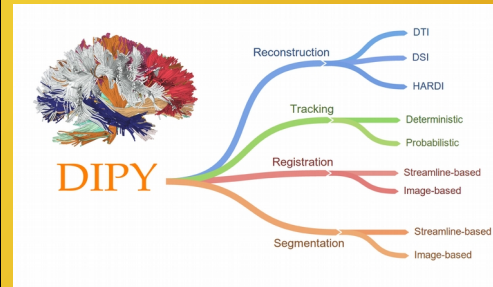 DIPY
Reconstruction
DTI
DSI
HARDI
Tracking
Deterministic
Probabilistic
Registration
Streamline-based
Image-based
Segmentation
Streamline-based
Image-based